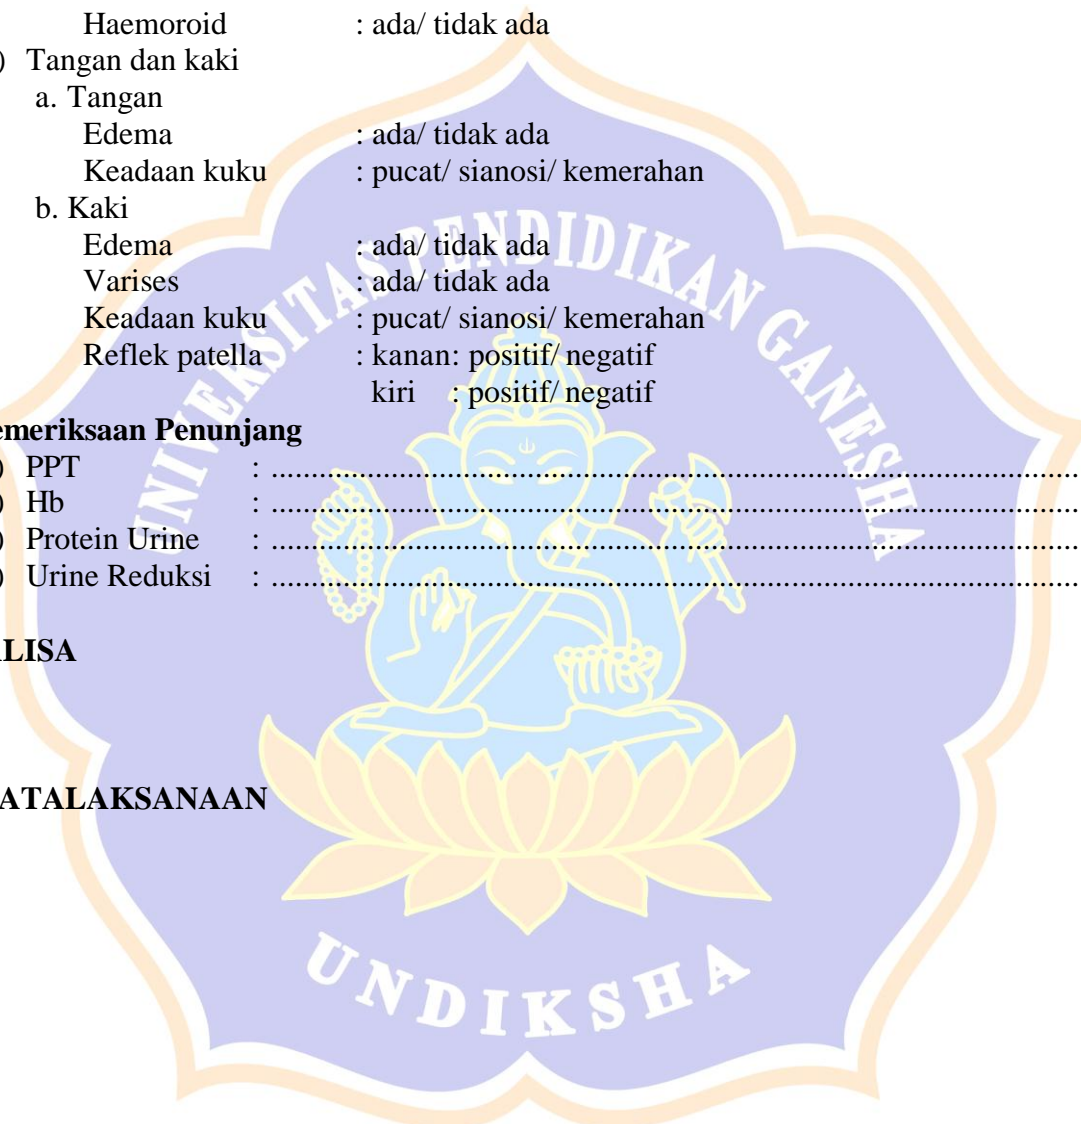 Haemoroid : ada/ tidak ada
) Tangan dan kaki
a. Tangan
Edema : ada/ tidak ada
Keadaan kuku : pucat/ sianosi/ kemerahan
b. Kaki
Edema : ada/ tidak ada
Varises : ada/ tidak ada
Keadaan kuku : pucat/ sianosi/ kemerahan
Reflek patella : kanan: positif/ negatif
kiri : positif/ negatif
emeriksaan Penunjang
) PPT : ........................................................................................................
) Hb : ........................................................................................................
) Protein Urine : ........................................................................................................
) Urine Reduksi : ........................................................................................................
ALISA
ATALAKSANAAN
UNIVERSITAS PENDIDIKAN GANESHA
UNDIKSHA